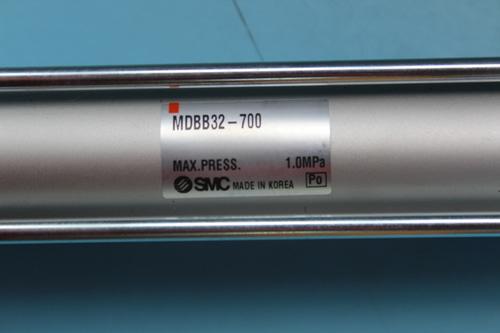 MDBB32-700
MAX.PRESS. 1.0MPa
SMC MADE IN KOREA Po